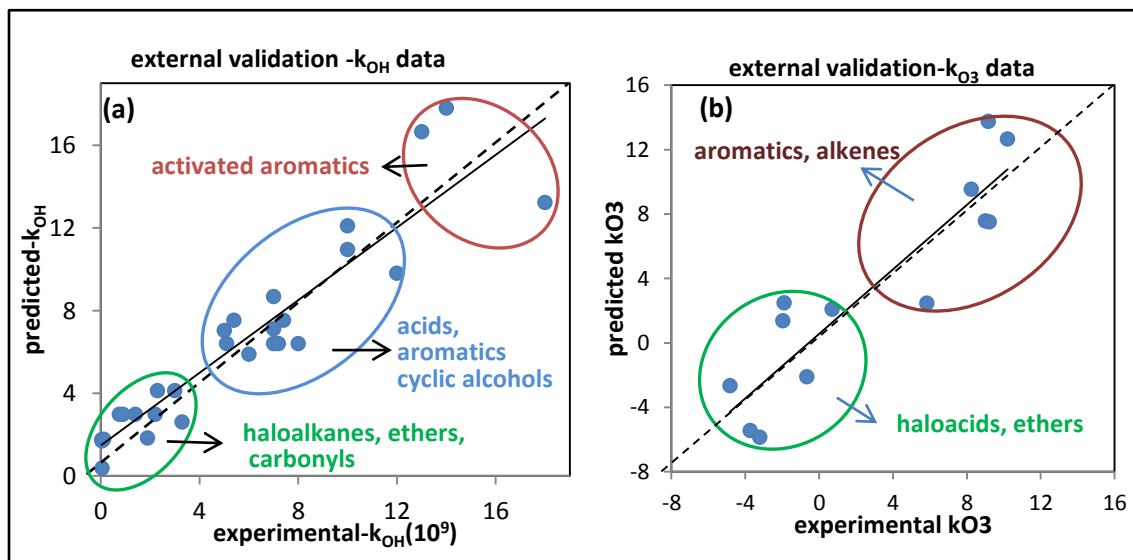 external validation -kOH data
(a)
predicted-kOH
16
12
8
4
0
activated aromatics
acids,
aromatics
cyclic alcohols
haloalkanes, ethers,
carbonyls
0 4 8 12 16
experimental-kOH(10⁹)
external validation-kO3 data
(b)
predicted kO3
16
12
8
4
0
-4
-8
aromatics, alkenes
haloacids, ethers
-8 -4 0 4 8 12 16
experimental kO3